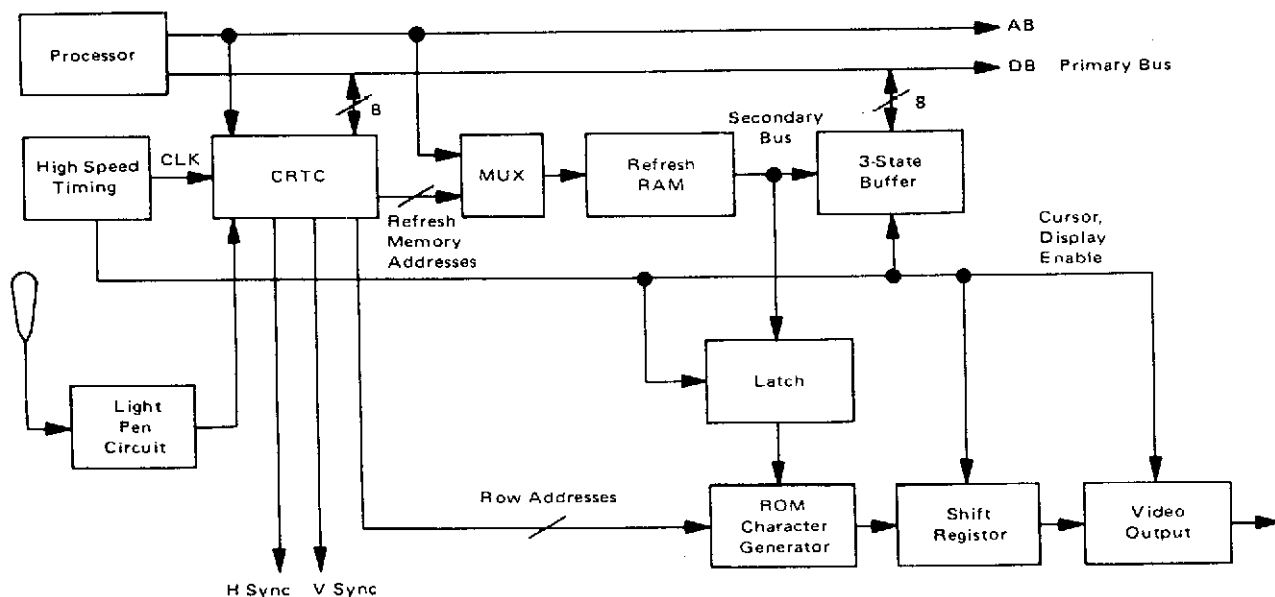 AB
Processor
DB Primary Bus
8
8
Secondary
Bus
High Speed
Timing
CLK
CRTC
MUX
Refresh
RAM
3-State
Buffer
Refresh
Memory
Addresses
Cursor,
Display
Enable
Latch
Light
Pen
Circuit
Row Addresses
ROM
Character
Generator
Shift
Registor
Video
Output
H Sync V Sync